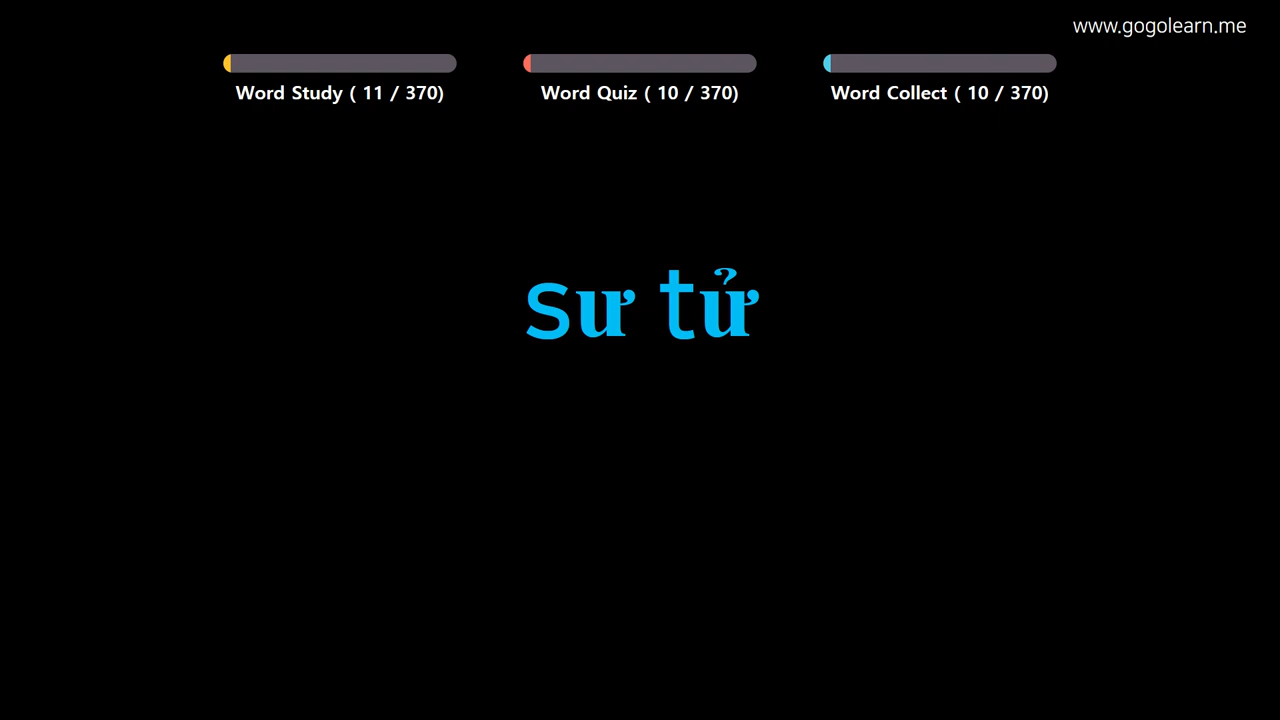 www.gogolearn.me
Word Study ( 11 / 370)
Word Quiz ( 10 / 370)
Word Collect ( 10 / 370)
sư tử